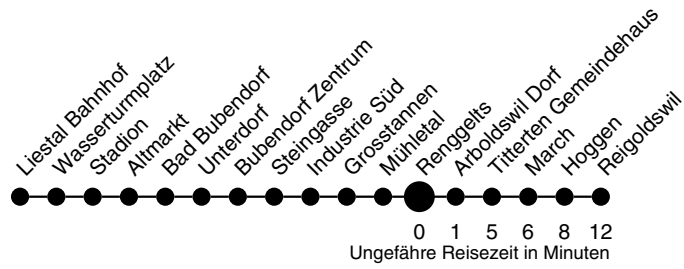 Liestal Bahnhof
Wasserturmplatz
Stadion
Altmarkt
Bad Bubendorf
Unterdorf
Bubendorf Zentrum
Steingasse
Industrie Süd
Grosstannen
Mühletal
Renggelts
Arboldswil Dorf
Titterten Gemeindehaus
March
Hoggen
Reigoldswil
0 1 5 6 8 12
Ungefähre Reisezeit in Minuten